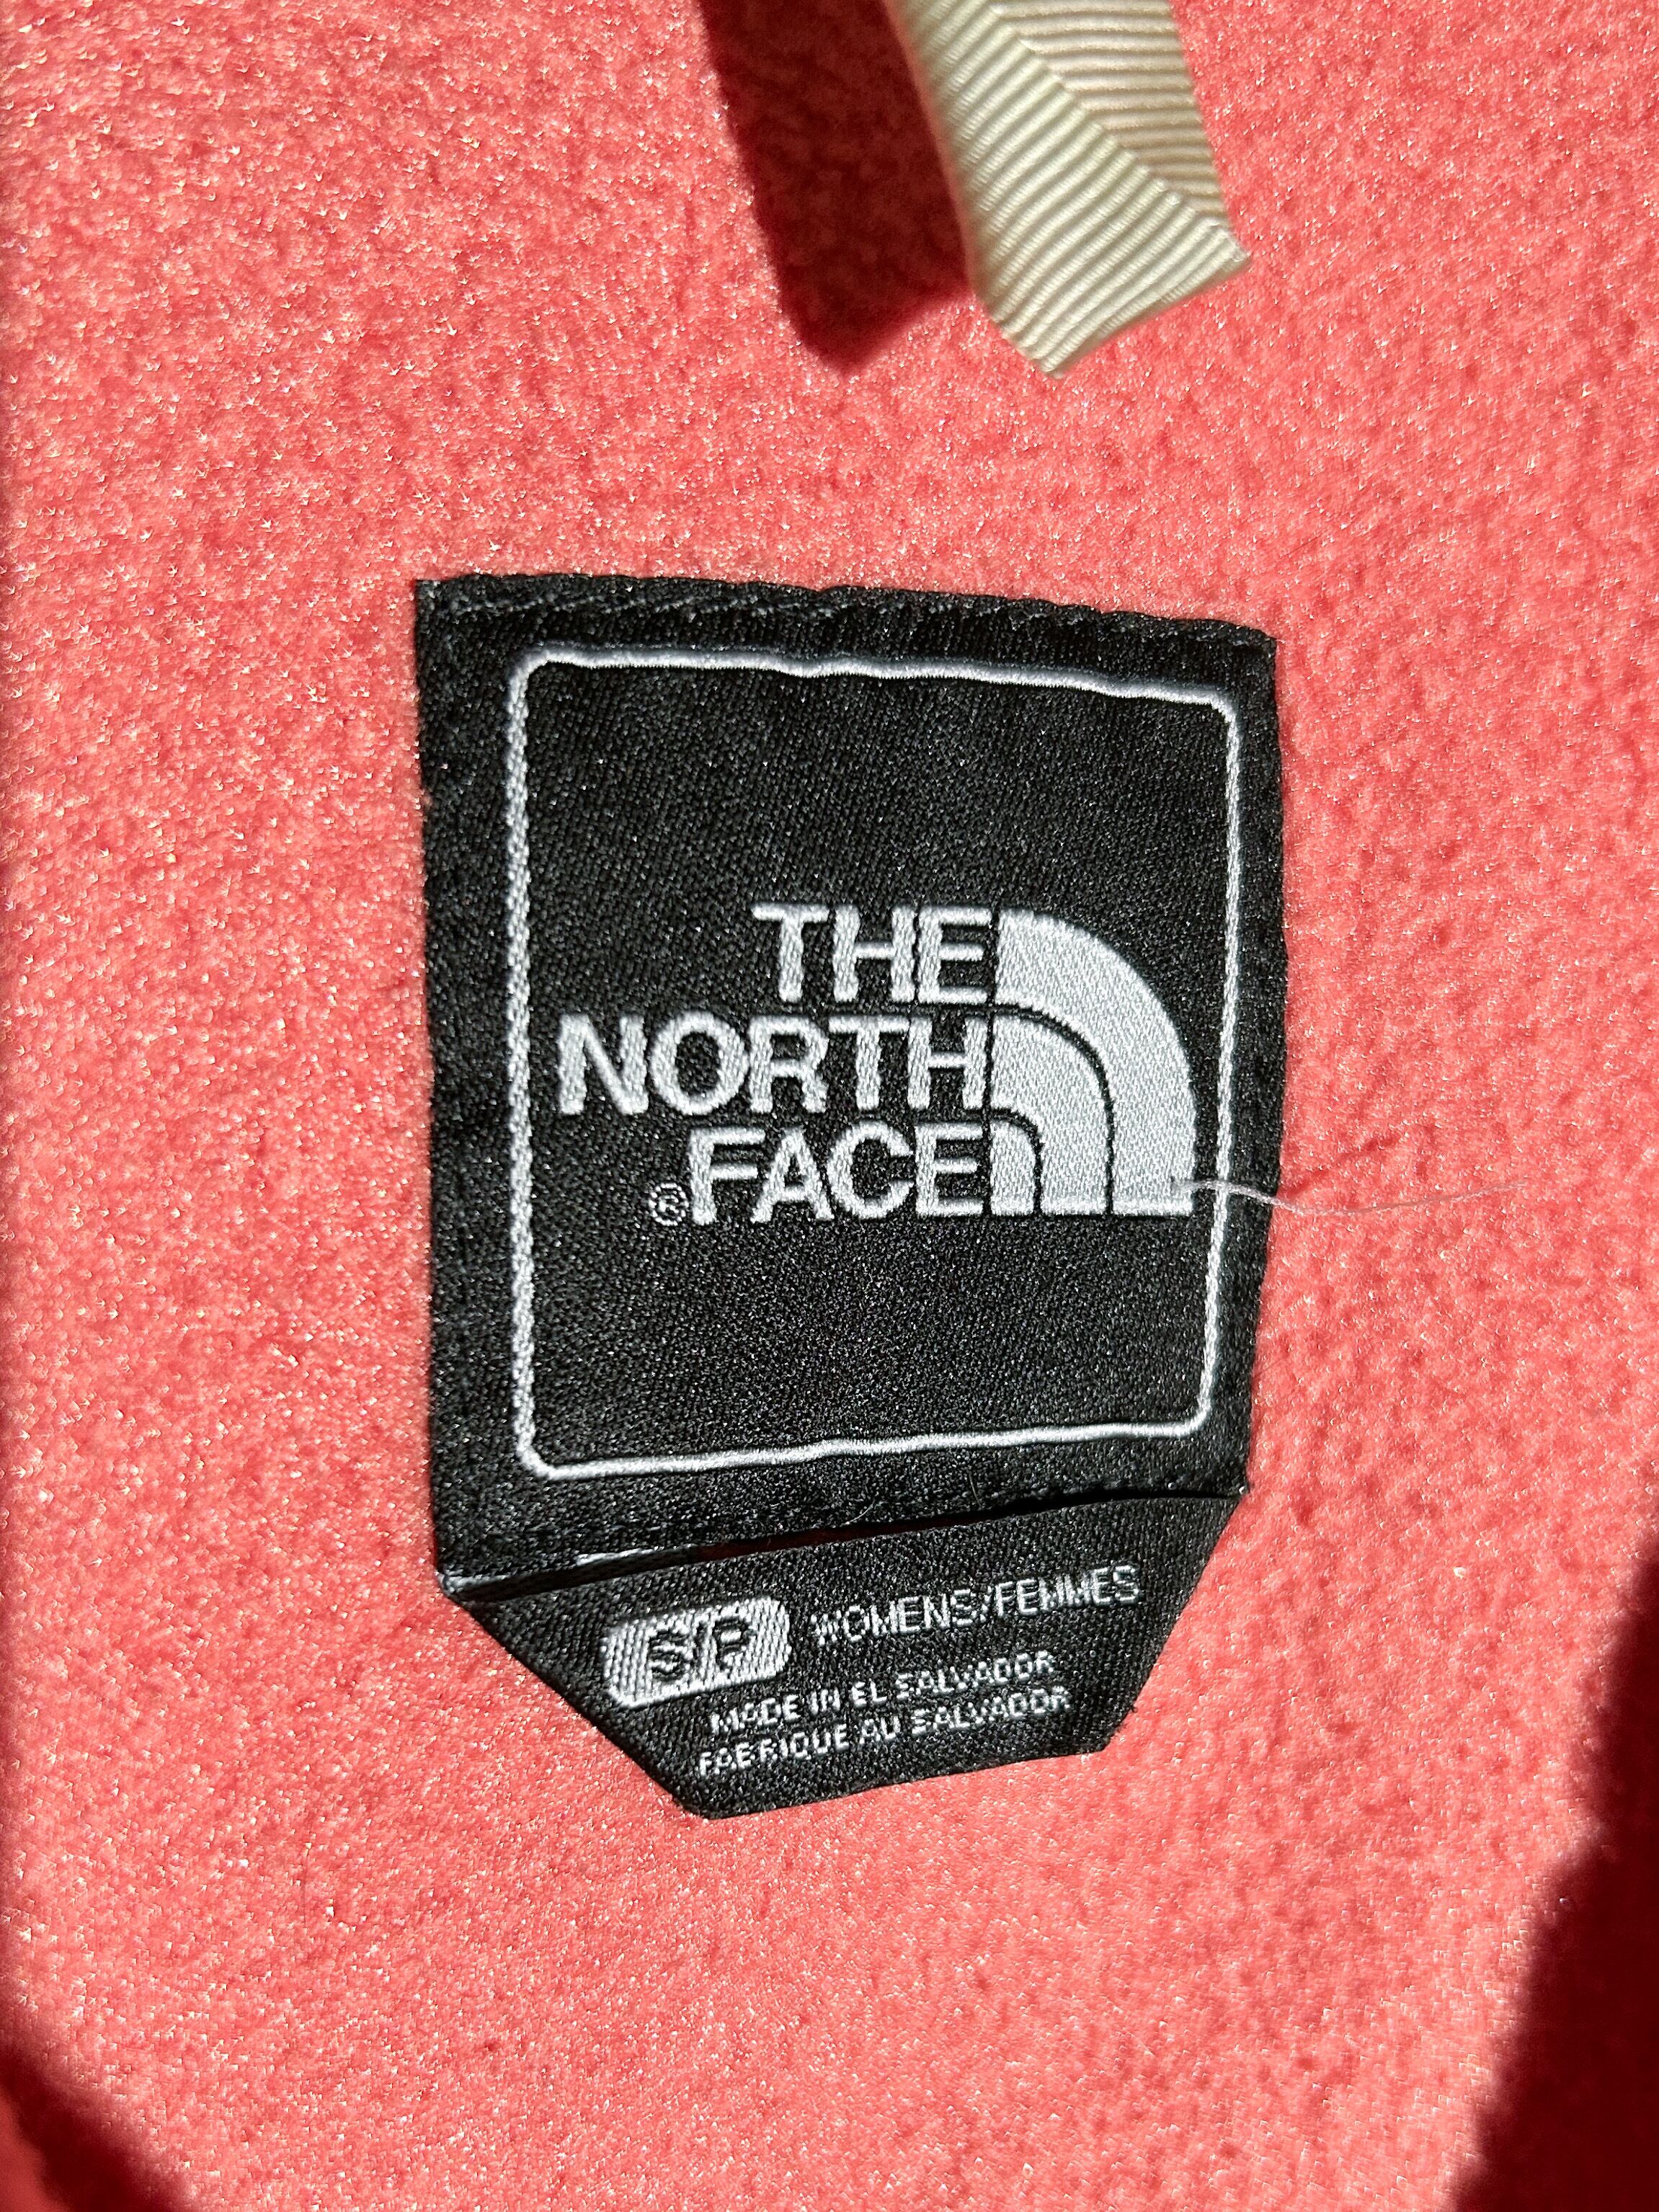 THE
NORTH
® FACE
S/P WOMENS/FEMMES
MADE IN EL SALVADOR
FABRIQUE AU SALVADOR